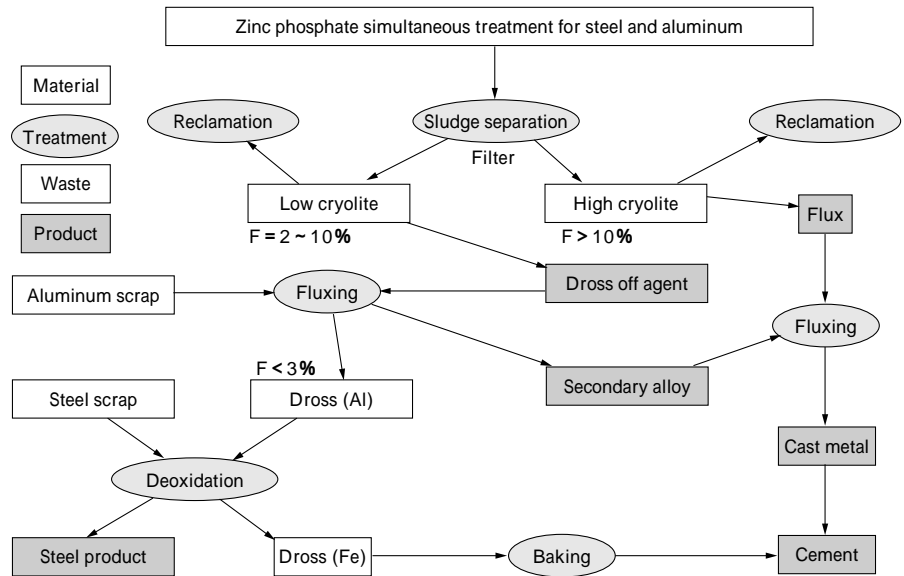 Zinc phosphate simultaneous treatment for steel and aluminum
Material
Treatment
Waste
Product
Reclamation
Sludge separation
Filter
Reclamation
Low cryolite
F = 2 ~ 10%
High cryolite
F > 10%
Flux
Aluminum scrap
Fluxing
Dross off agent
Fluxing
F < 3%
Steel scrap
Dross (Al)
Secondary alloy
Deoxidation
Cast metal
Steel product
Dross (Fe)
Baking
Cement